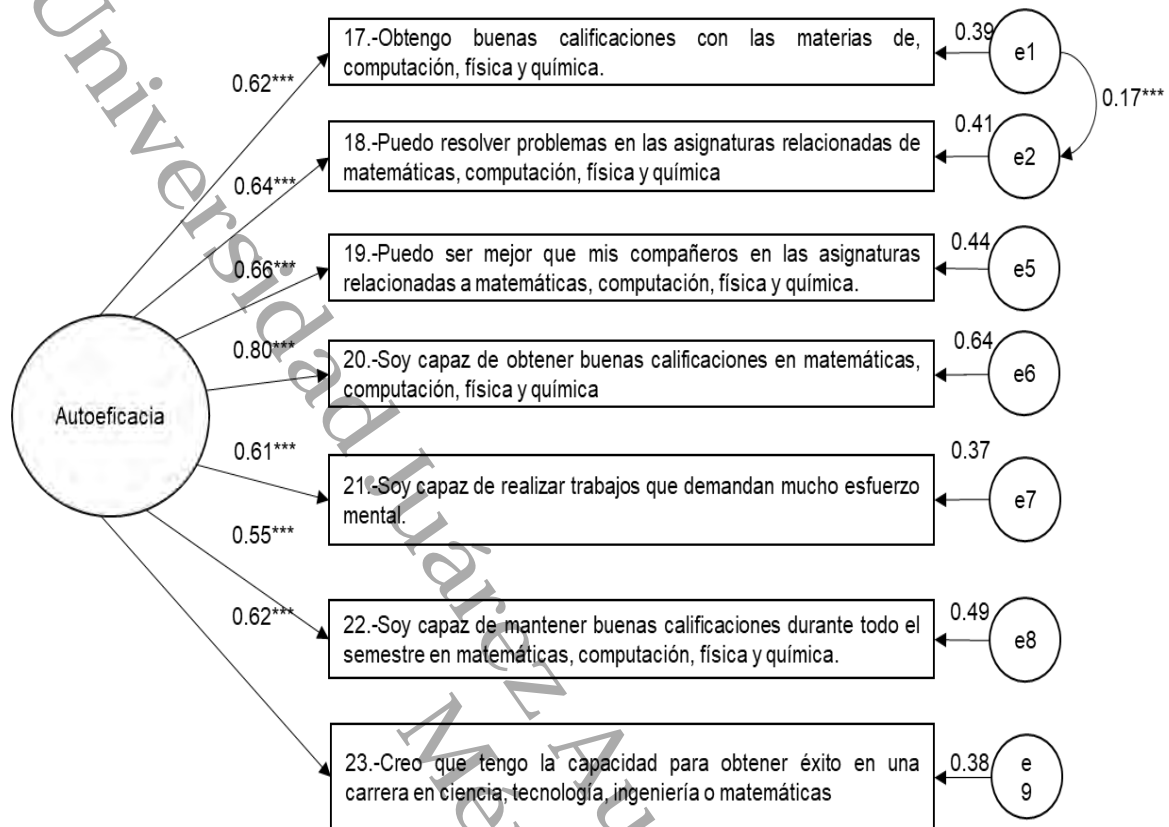 17.-Obtengo buenas calificaciones con las materias de,
computación, física y química.
0.39
e1
0.62***
0.17***
18.-Puedo resolver problemas en las asignaturas relacionadas de
matemáticas, computación, física y química
0.41
e2
0.64***
19.-Puedo ser mejor que mis compañeros en las asignaturas
relacionadas a matemáticas, computación, física y química.
0.44
e5
0.66***
20.-Soy capaz de obtener buenas calificaciones en matemáticas,
computación, física y química
0.64
e6
0.80***
Autoeficacia
21.-Soy capaz de realizar trabajos que demandan mucho esfuerzo
mental.
0.37
e7
0.61***
0.55***
22.-Soy capaz de mantener buenas calificaciones durante todo el
semestre en matemáticas, computación, física y química.
0.49
e8
0.62***
23.-Creo que tengo la capacidad para obtener éxito en una
carrera en ciencia, tecnología, ingeniería o matemáticas
0.38
e
9
Universidad Juárez Au
Mé